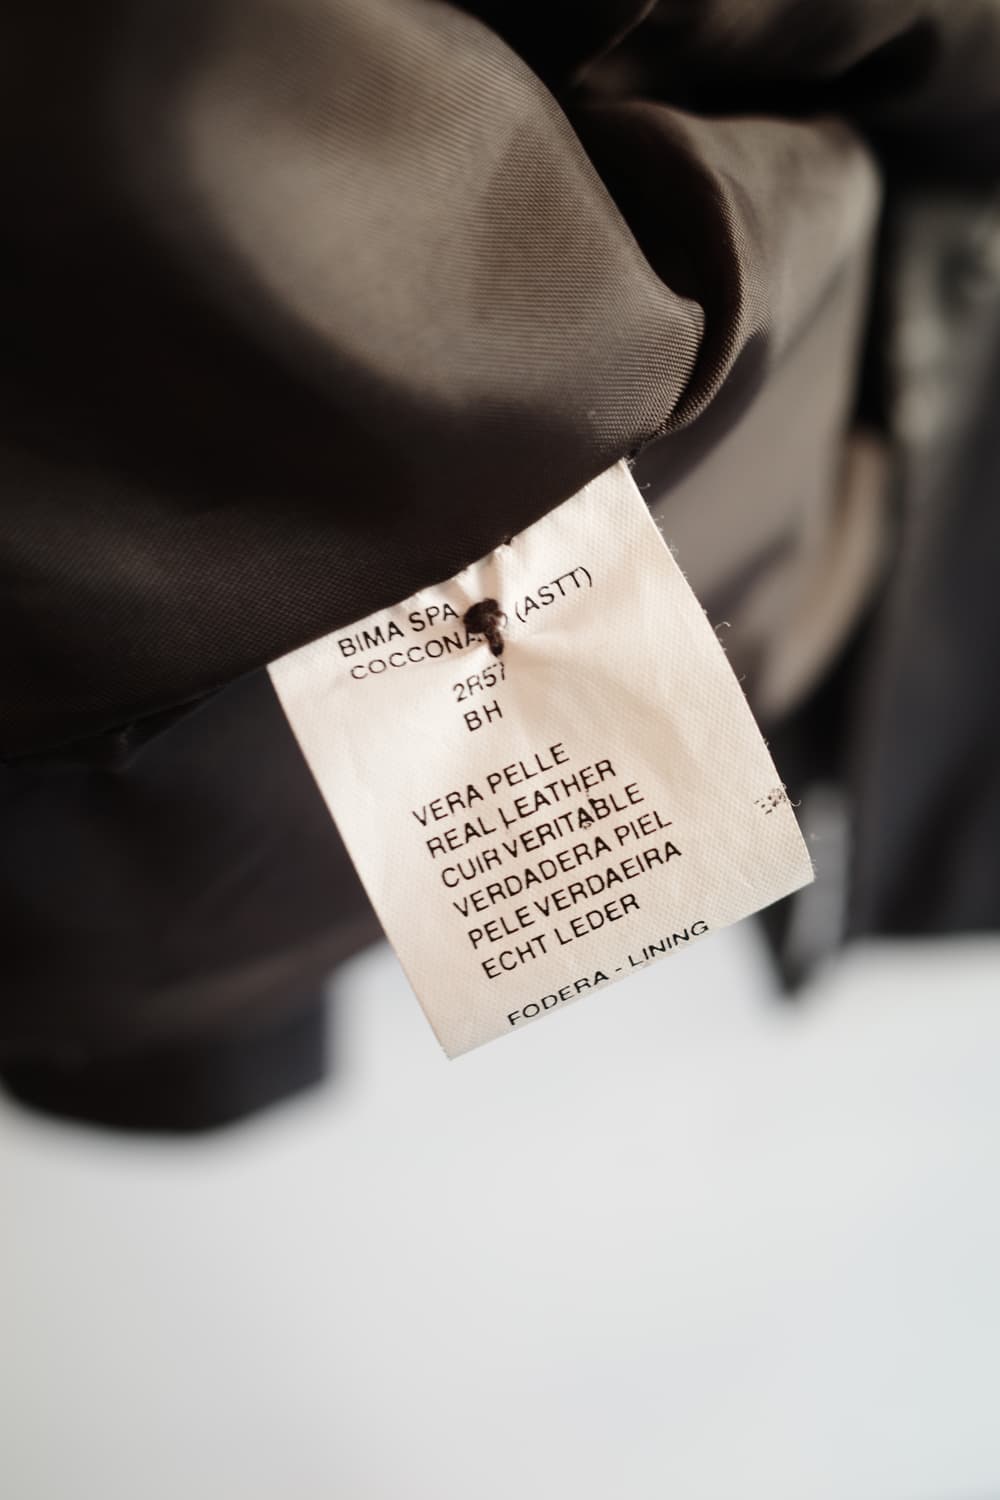 BIMA SPA
(ASTT)
2R57
BH
VERA PELLE
REAL LEATHER
CUIR VERITABLE
VERDADERA PIEL
PELE VERDAEIRA
ECHT LEDER
FODERA - LINING